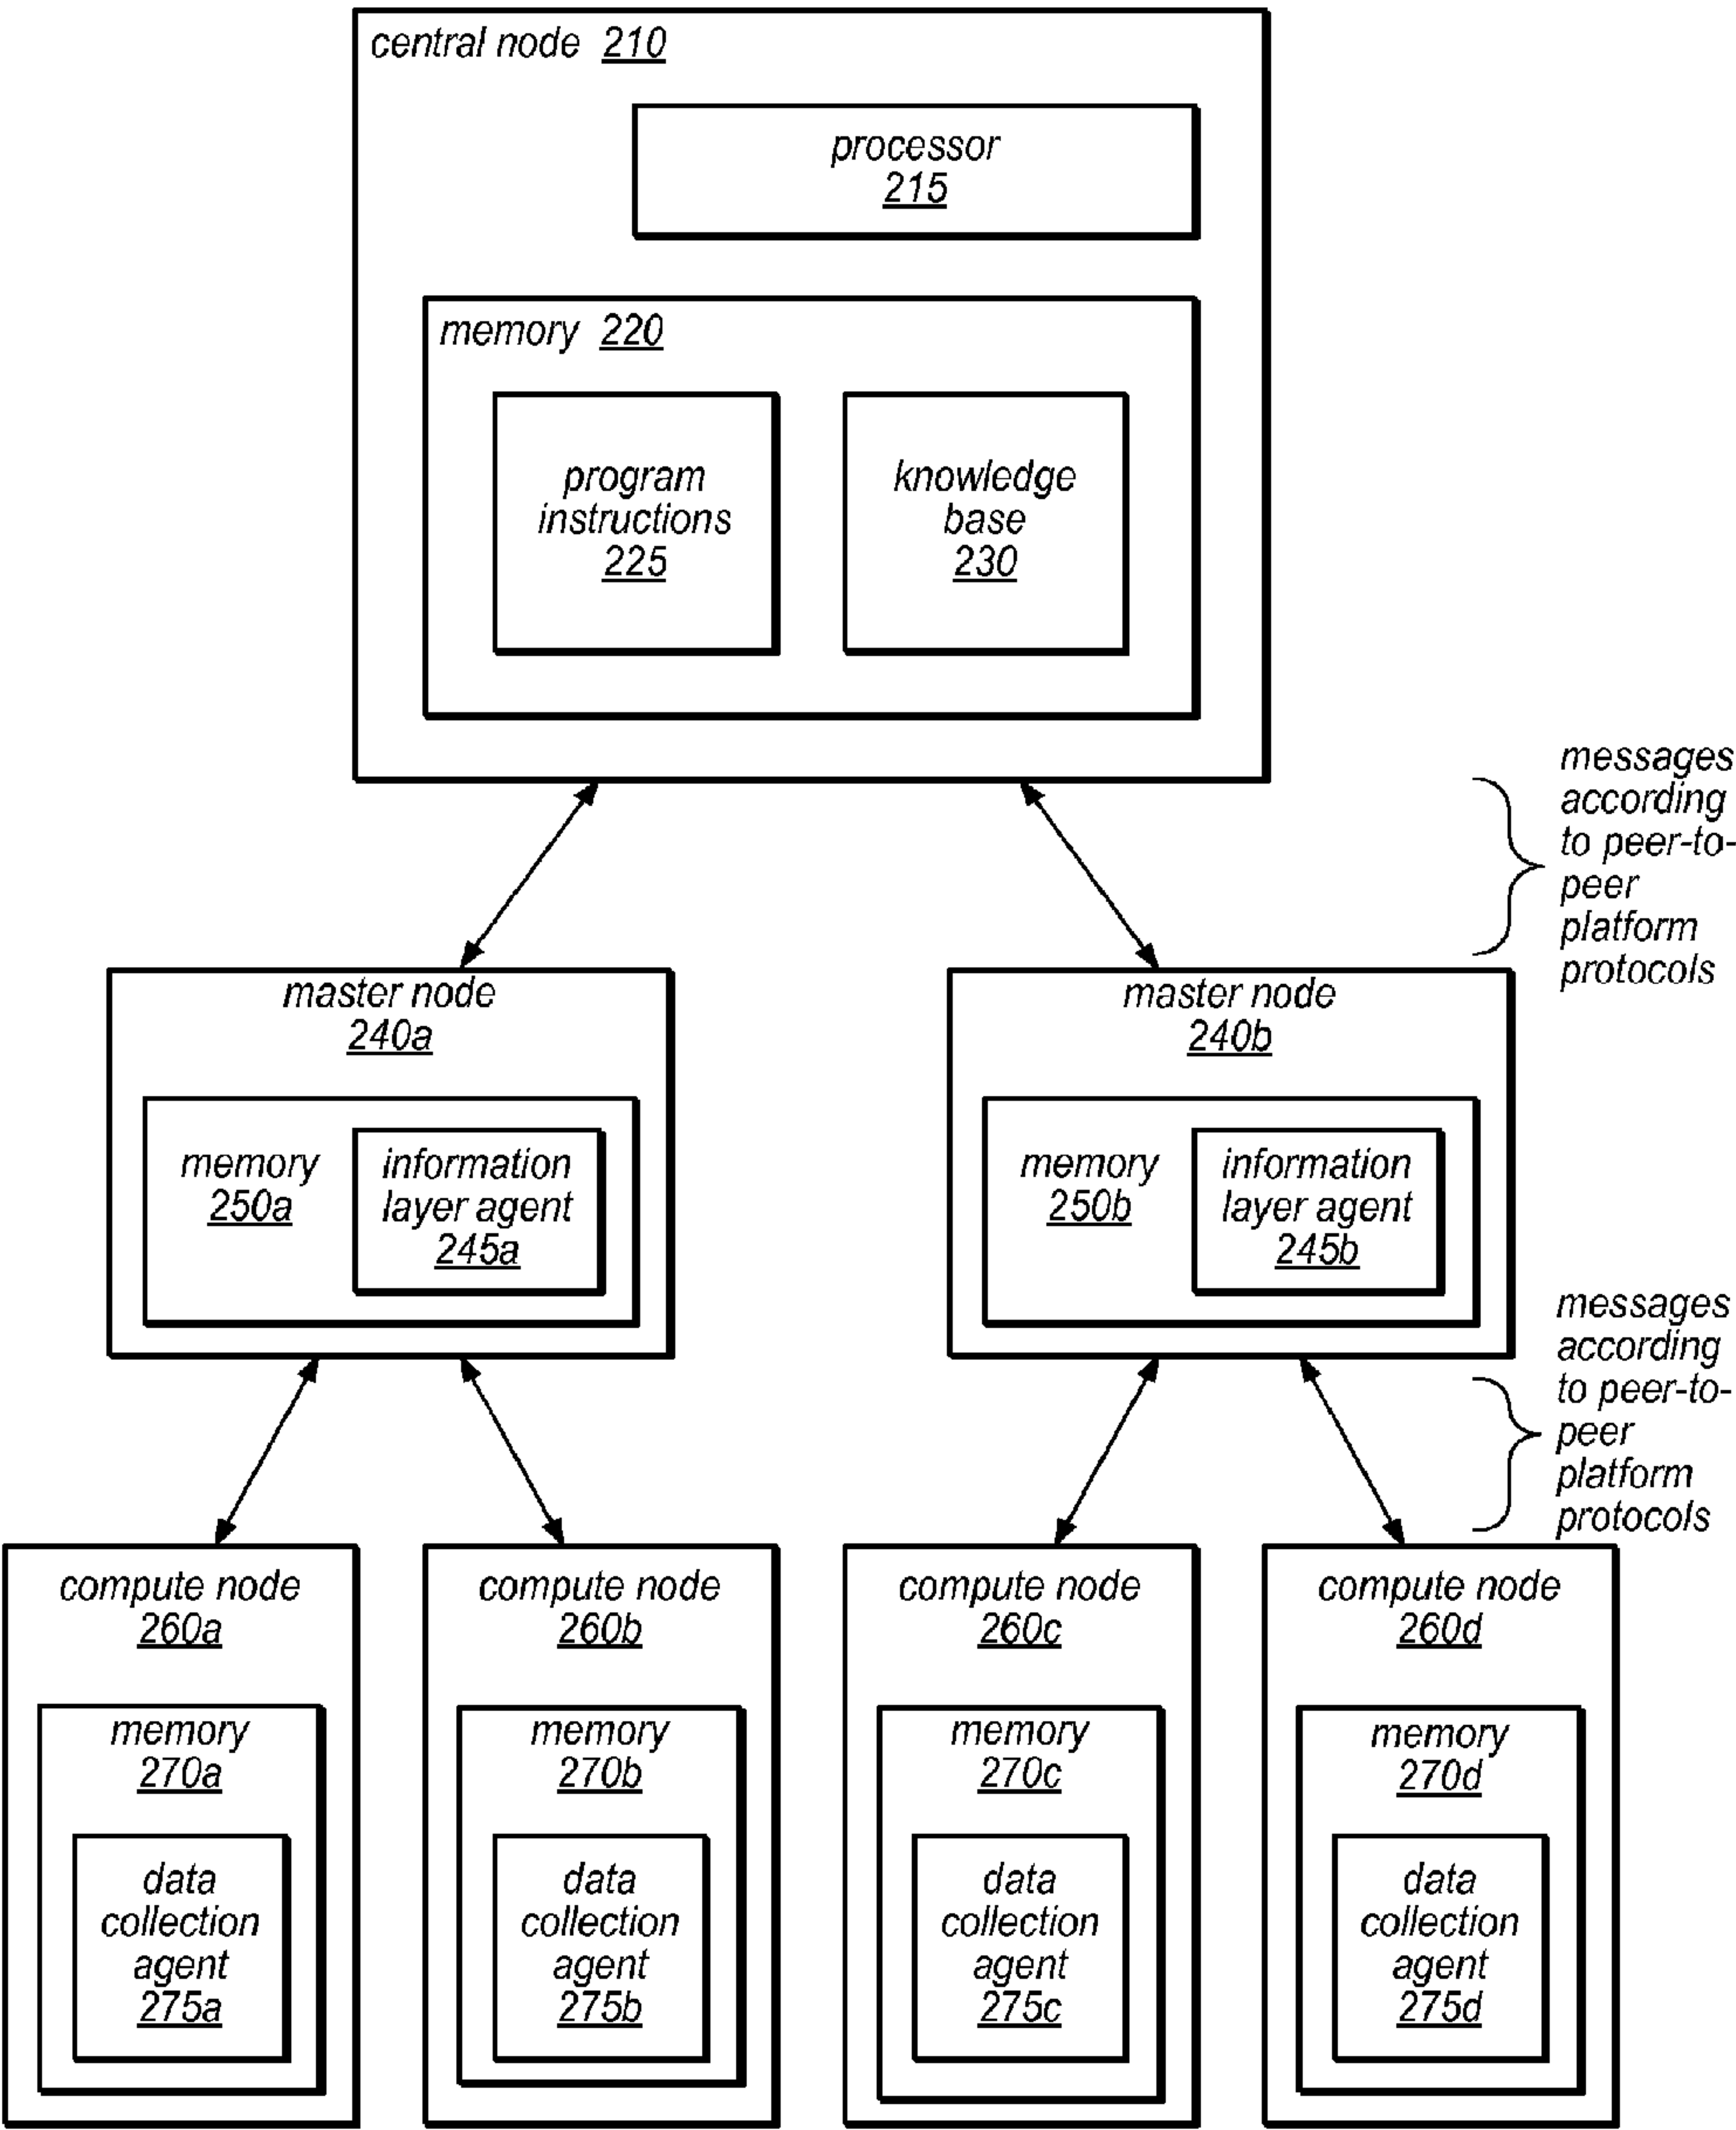 central node 210
processor
215
memory 220
program
instructions
225
knowledge
base
230
messages
according
to peer-to-
peer
platform
protocols
master node
240a
memory
250a
information
layer agent
245a
master node
240b
memory
250b
information
layer agent
245b
messages
according
to peer-to-
peer
platform
protocols
compute node
260a
memory
270a
data
collection
agent
275a
compute node
260b
memory
270b
data
collection
agent
275b
compute node
260c
memory
270c
data
collection
agent
275c
compute node
260d
memory
270d
data
collection
agent
275d